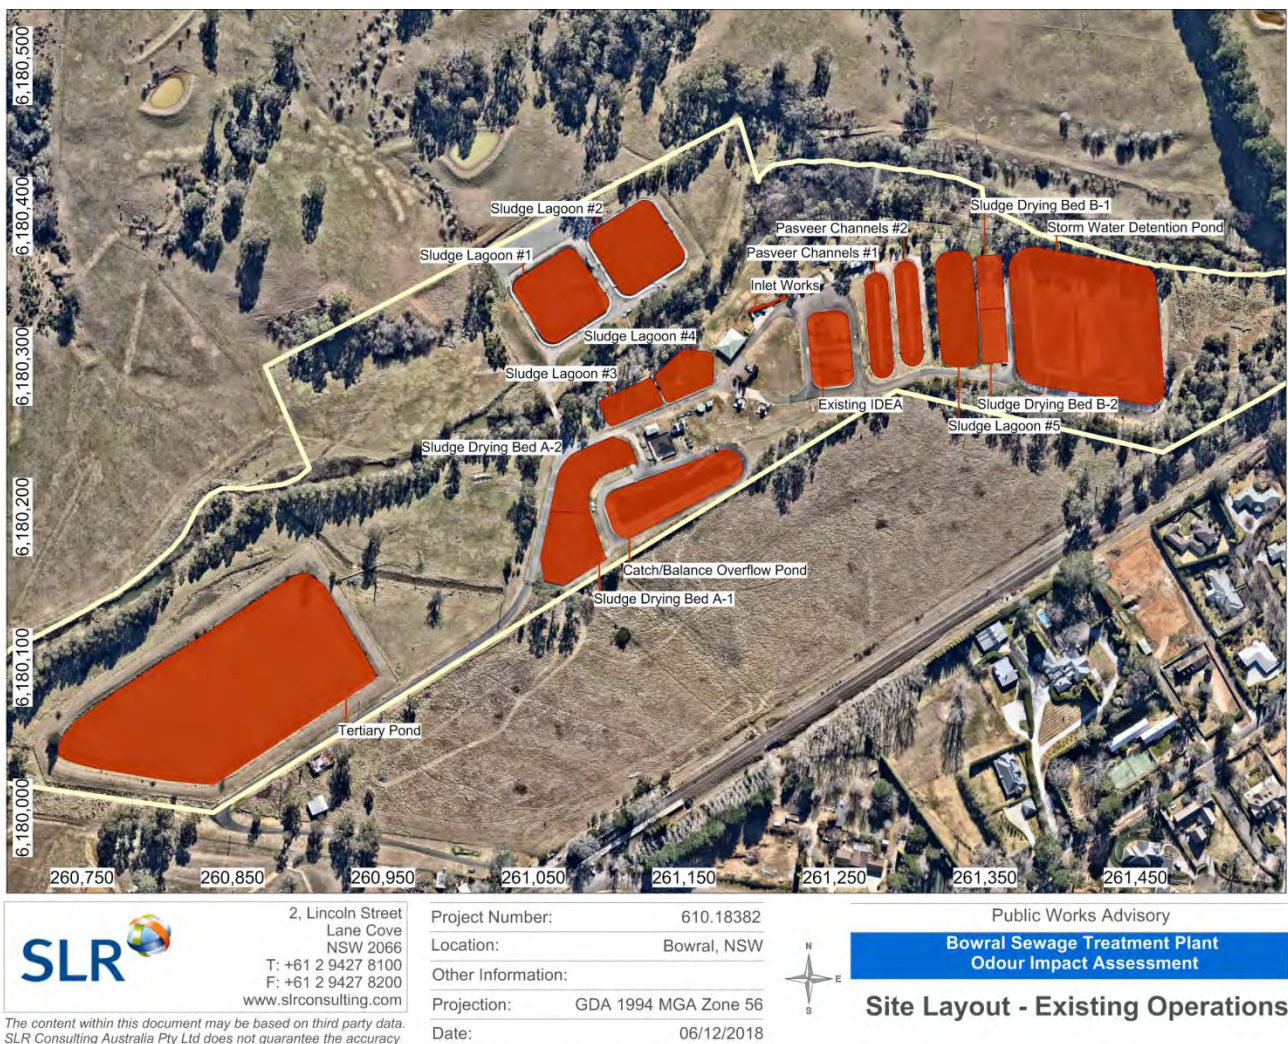 6,180,500
6,180,400
6,180,300
6,180,200
6,180,100
6,180,000
Sludge Drying Bed B-1
Sludge Lagoon #2
Pasveer Channels #2
Storm Water Detention Pond
Sludge Lagoon #1
Pasveer Channels #1
Inlet Works
Sludge Lagoon #4
Sludge Lagoon #3
Existing IDEA
Sludge Drying Bed B-2
Sludge Lagoon #5
Sludge Drying Bed A-2
Catch/Balance Overflow Pond
Sludge Drying Bed A-1
Tertiary Pond
260,750
260,850
260,950
261,050
261,150
261,250
261,350
261,450
SLR
2, Lincoln Street
Lane Cove
NSW 2066
T: +61 2 9427 8100
F: +61 2 9427 8200
www.slrconsulting.com
The content within this document may be based on third party data.
SLR Consulting Australia Pty Ltd does not guarantee the accuracy
Project Number: 610.18382
Location: Bowral, NSW
Other Information:
Projection: GDA 1994 MGA Zone 56
Date: 06/12/2018
N
E
S
Public Works Advisory
Bowral Sewage Treatment Plant
Odour Impact Assessment
Site Layout - Existing Operations